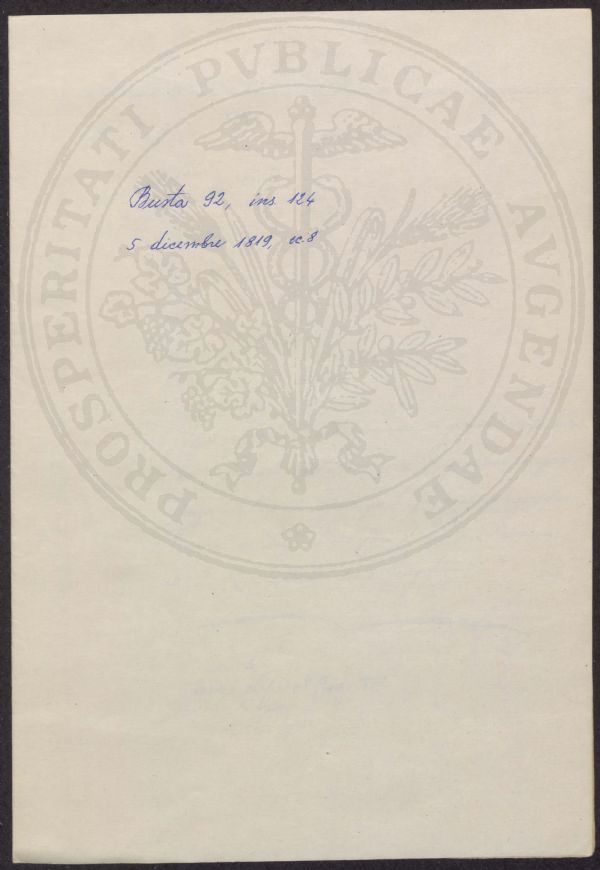 PROSPERITATI PVBLICAE AVGENDAE
Busta 92, ins. 124
5 dicembre 1819, cc. 8